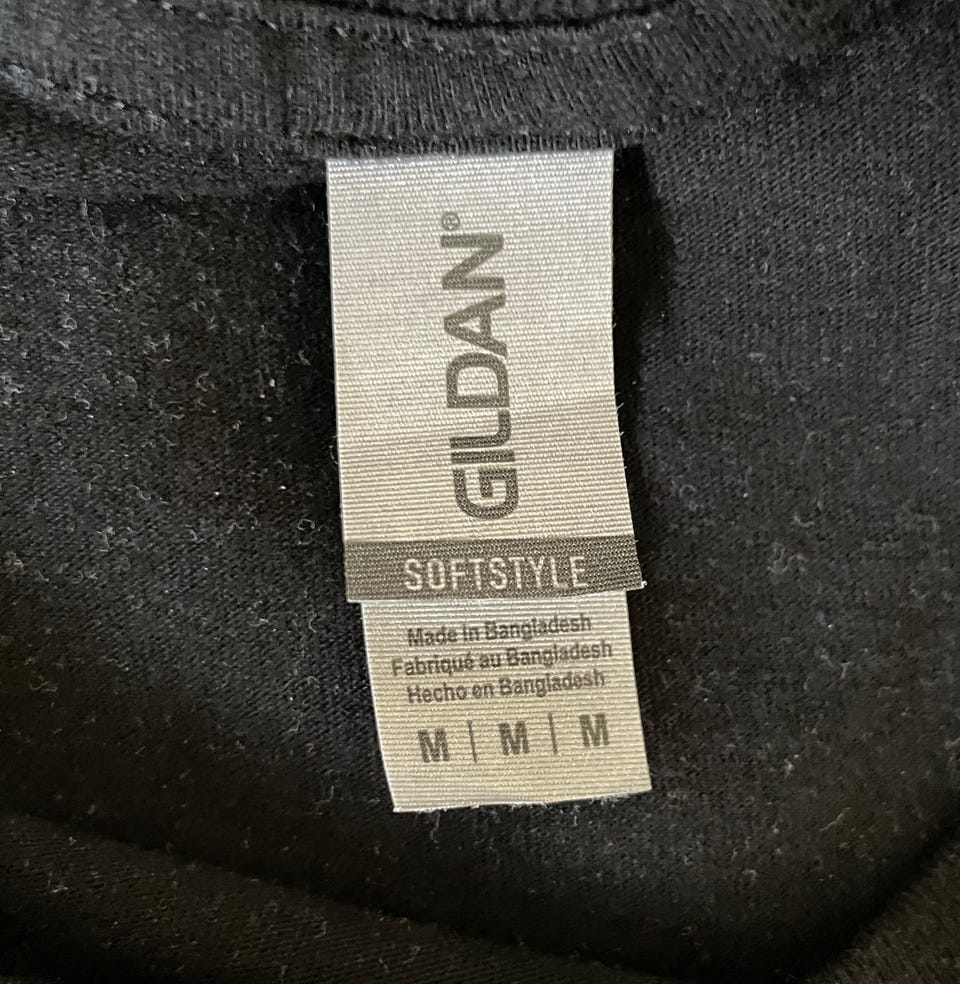 GILDAN®
SOFTSTYLE
Made in Bangladesh
Fabriqué au Bangladesh
Hecho en Bangladesh
M | M | M